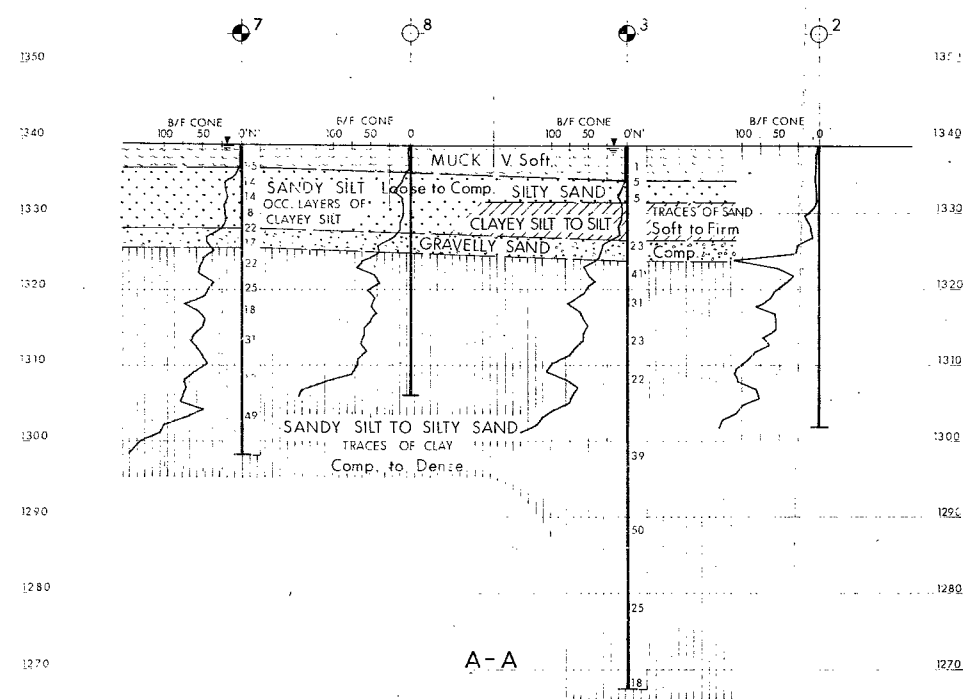 7
8
3
2
1350
B/F CONE
B/F CONE
B/F CONE
B/F CONE
1340
100 50 0 'N'
100 50 0
100 50 0 'N'
100 50 0
1340
MUCK V. Soft.
SANDY SILT Loose to Comp. SILTY SAND
OCC. LAYERS OF
CLAYEY SILT
TRACES OF SAND
CLAYEY SILT TO SILT Soft to Firm
GRAVELLY SAND Comp.
1330
1330
14
14
8
22
17
25
18
31
49
1
5
5
23
41
31
23
22
39
50
25
18
1320
1320
1310
1310
SANDY SILT TO SILTY SAND
TRACES OF CLAY
Comp. to Dense
1300
1300
1290
1280
1280
1270
1270
A-A